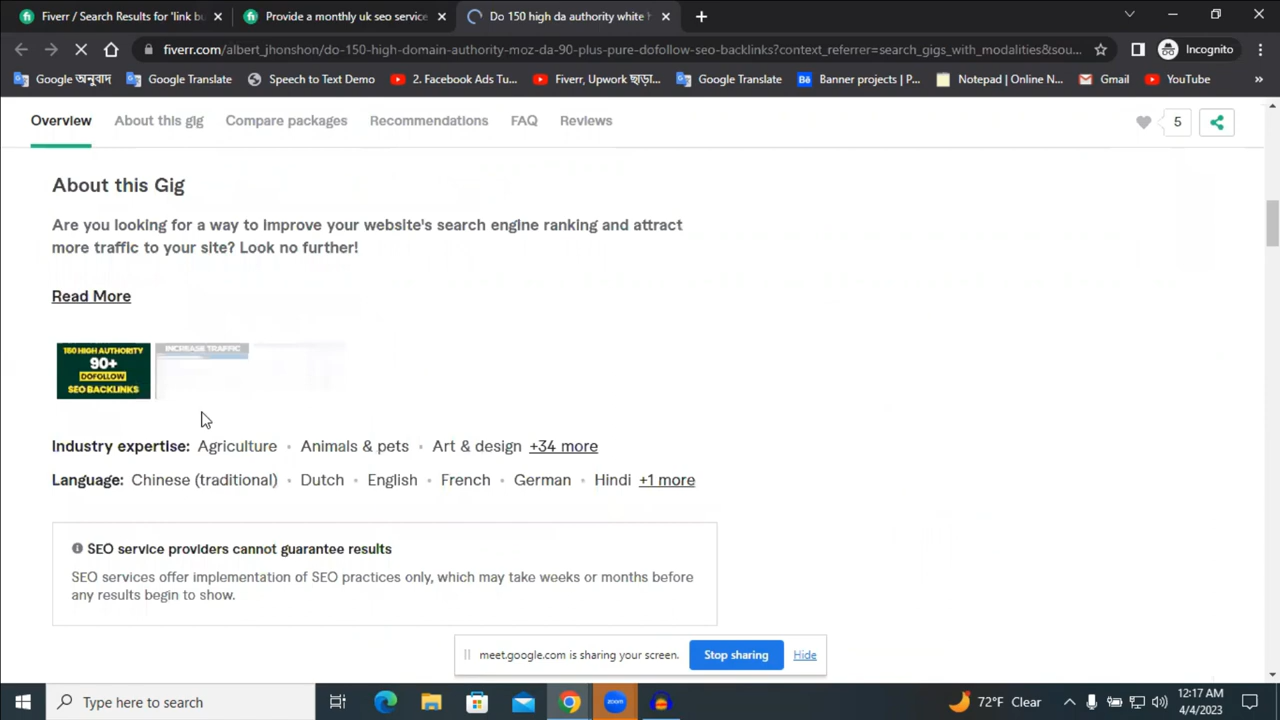 Fiverr / Search Results for 'link bu
Provide a monthly uk seo service
Do 150 high da authority white h
fiverr.com/albert_jhonshon/do-150-high-domain-authority-moz-da-90-plus-pure-dofollow-seo-backlinks?context_referrer=search_gigs_with_modalities&sou...
Incognito
Google অনুবাদ
Google Translate
Speech to Text Demo
2. Facebook Ads Tu...
Fiverr, Upwork ছাড়া...
Google Translate
Banner projects | P...
Notepad | Online N...
Gmail
YouTube
Overview
About this gig
Compare packages
Recommendations
FAQ
Reviews
5
About this Gig
Are you looking for a way to improve your website's search engine ranking and attract
more traffic to your site? Look no further!
Read More
150 HIGH AUTHORITY
90+
DOFOLLOW
SEO BACKLINKS
INCREASE TRAFFIC
Industry expertise: Agriculture • Animals & pets • Art & design +34 more
Language: Chinese (traditional) • Dutch • English • French • German • Hindi +1 more
SEO service providers cannot guarantee results
SEO services offer implementation of SEO practices only, which may take weeks or months before
any results begin to show.
meet.google.com is sharing your screen.
Stop sharing
Hide
Type here to search
zoom
72°F Clear
12:17 AM
4/4/2023